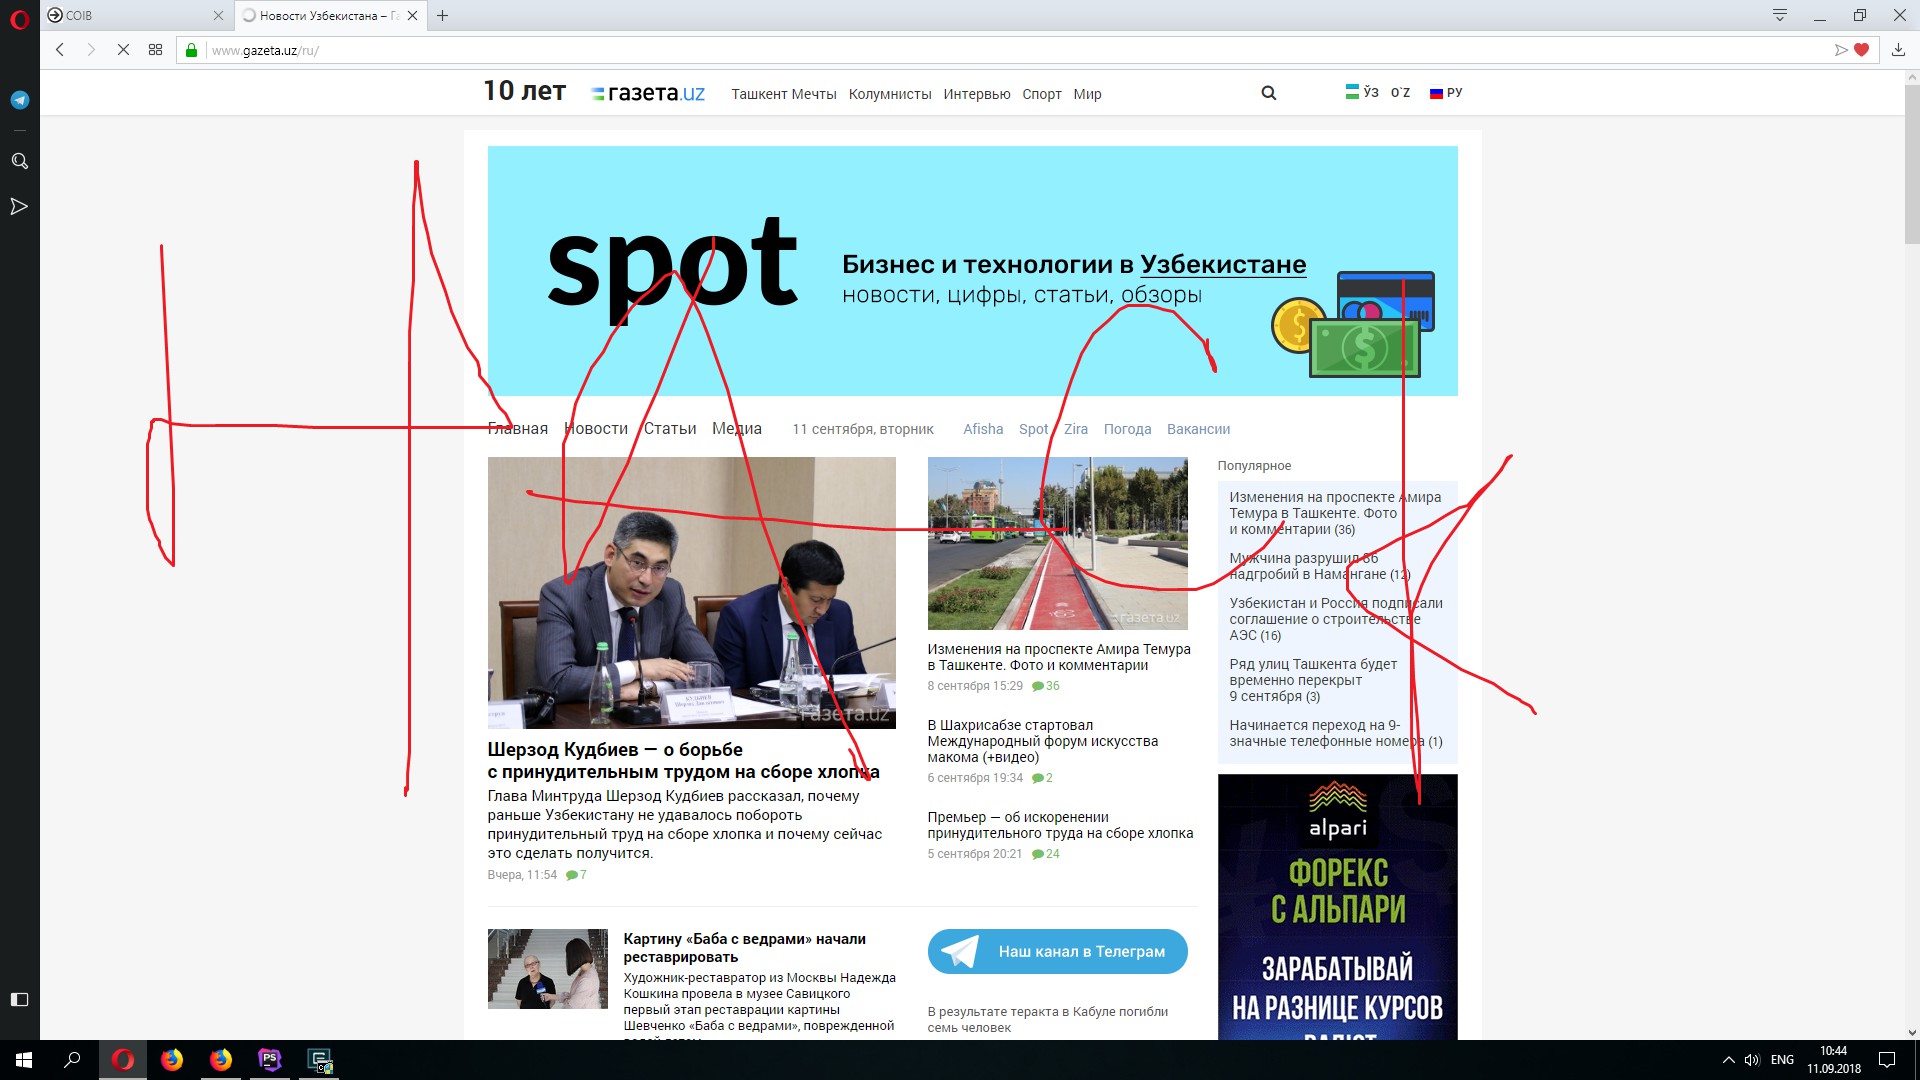 COIB
Новости Узбекистана – Га
www.gazeta.uz/ru/
10 лет
газета.uz
Ташкент Мечты Колумнисты Интервью Спорт Мир
ЎЗ O`Z РУ
spot
Бизнес и технологии в Узбекистане
новости, цифры, статьи, обзоры
Главная Новости Статьи Медиа 11 сентября, вторник Afisha Spot Zira Погода Вакансии
газета.uz
Шерзод Кудбиев — о борьбе
с принудительным трудом на сборе хлопка
Глава Минтруда Шерзод Кудбиев рассказал, почему
раньше Узбекистану не удавалось побороть
принудительный труд на сборе хлопка и почему сейчас
это сделать получится.
Вчера, 11:54 7
газета.uz
Изменения на проспекте Амира Темура
в Ташкенте. Фото и комментарии
8 сентября 15:29 36
В Шахрисабзе стартовал
Международный форум искусства
макома (+видео)
6 сентября 19:34 2
Премьер — об искоренении
принудительного труда на сборе хлопка
5 сентября 20:21 24
Популярное
Изменения на проспекте Амира
Темура в Ташкенте. Фото
и комментарии (36)
Мужчина разрушил 86
надгробий в Намангане (12)
Узбекистан и Россия подписали
соглашение о строительстве
АЭС (16)
Ряд улиц Ташкента будет
временно перекрыт
9 сентября (3)
Начинается переход на 9-
значные телефонные номера (1)
alpari
ФОРЕКС
С АЛЬПАРИ
ЗАРАБАТЫВАЙ
НА РАЗНИЦЕ КУРСОВ
ВАЛЮТ
Картину «Баба с ведрами» начали
реставрировать
Художник-реставратор из Москвы Надежда
Кошкина провела в музее Савицкого
первый этап реставрации картины
Шевченко «Баба с ведрами», поврежденной
Наш канал в Телеграм
В результате теракта в Кабуле погибли
семь человек
PS
ENG
10:44
11.09.2018